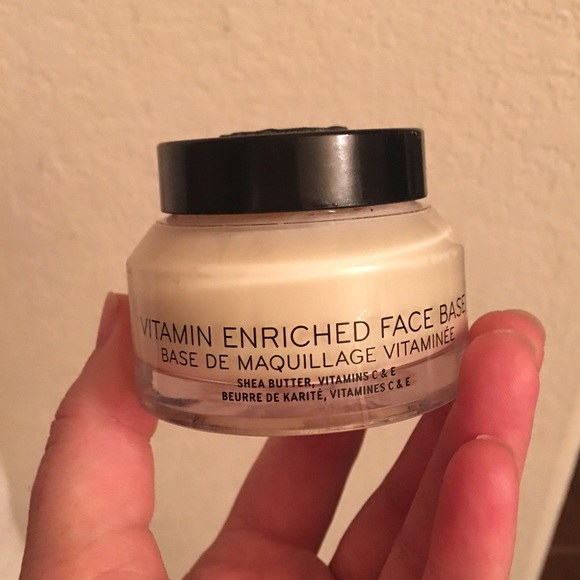 VITAMIN ENRICHED FACE BASE
BASE DE MAQUILLAGE VITAMINÉE
SHEA BUTTER, VITAMINS C & E
BEURRE DE KARITÉ, VITAMINES C & E